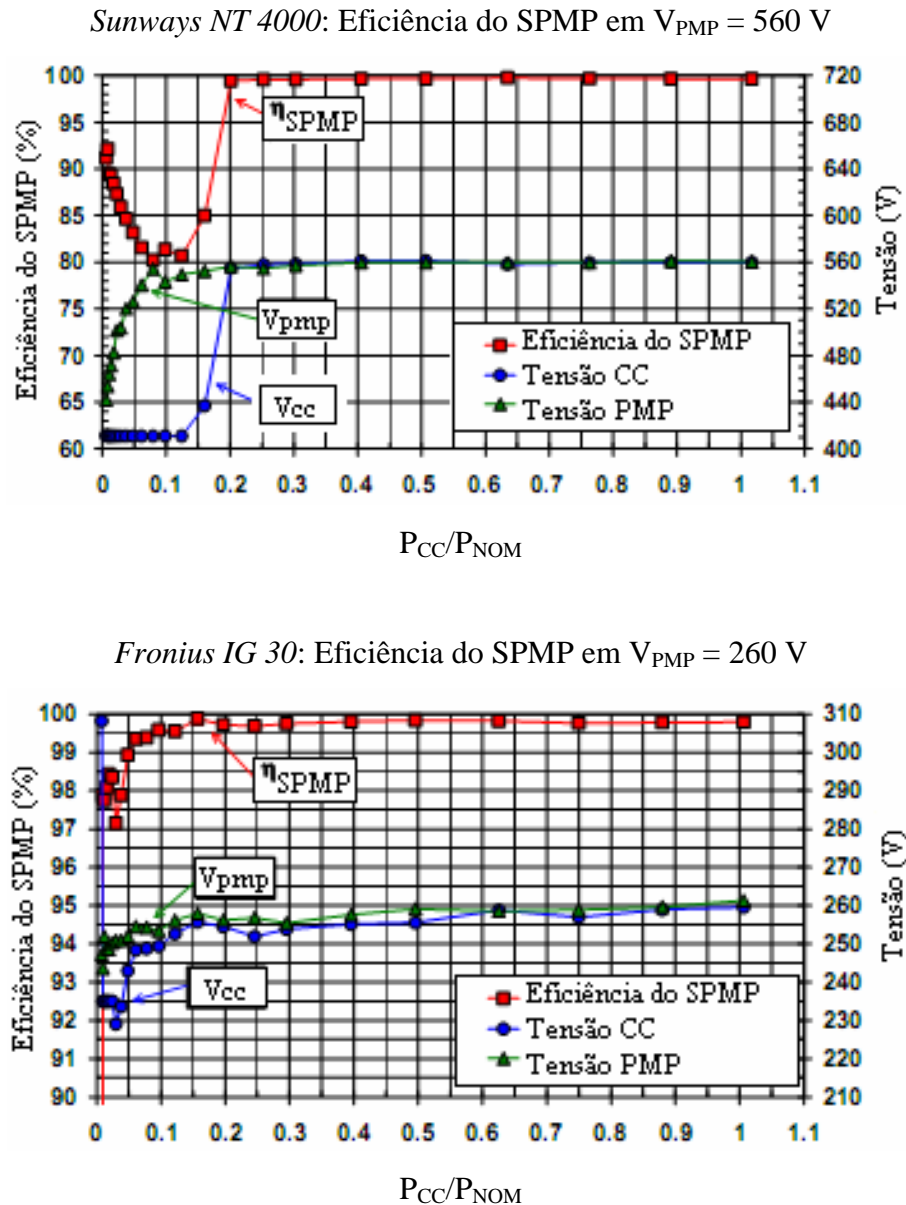 Sunways NT 4000: Eficiência do SPMP em VPMP = 560 V
100
95
90
85
80
75
70
65
60
Eficiência do SPMP (%)
720
680
640
600
560
520
480
440
400
Tensão (V)
ηSPMP
Vpmp
Vcc
Eficiência do SPMP
Tensão CC
Tensão PMP
0 0.1 0.2 0.3 0.4 0.5 0.6 0.7 0.8 0.9 1 1.1
PCC/PNOM
Fronius IG 30: Eficiência do SPMP em VPMP = 260 V
100
99
98
97
96
95
94
93
92
91
90
Eficiência do SPMP (%)
310
300
290
280
270
260
250
240
230
220
210
Tensão (V)
ηSPMP
Vpmp
Vcc
Eficiência do SPMP
Tensão CC
Tensão PMP
0 0.1 0.2 0.3 0.4 0.5 0.6 0.7 0.8 0.9 1 1.1
PCC/PNOM